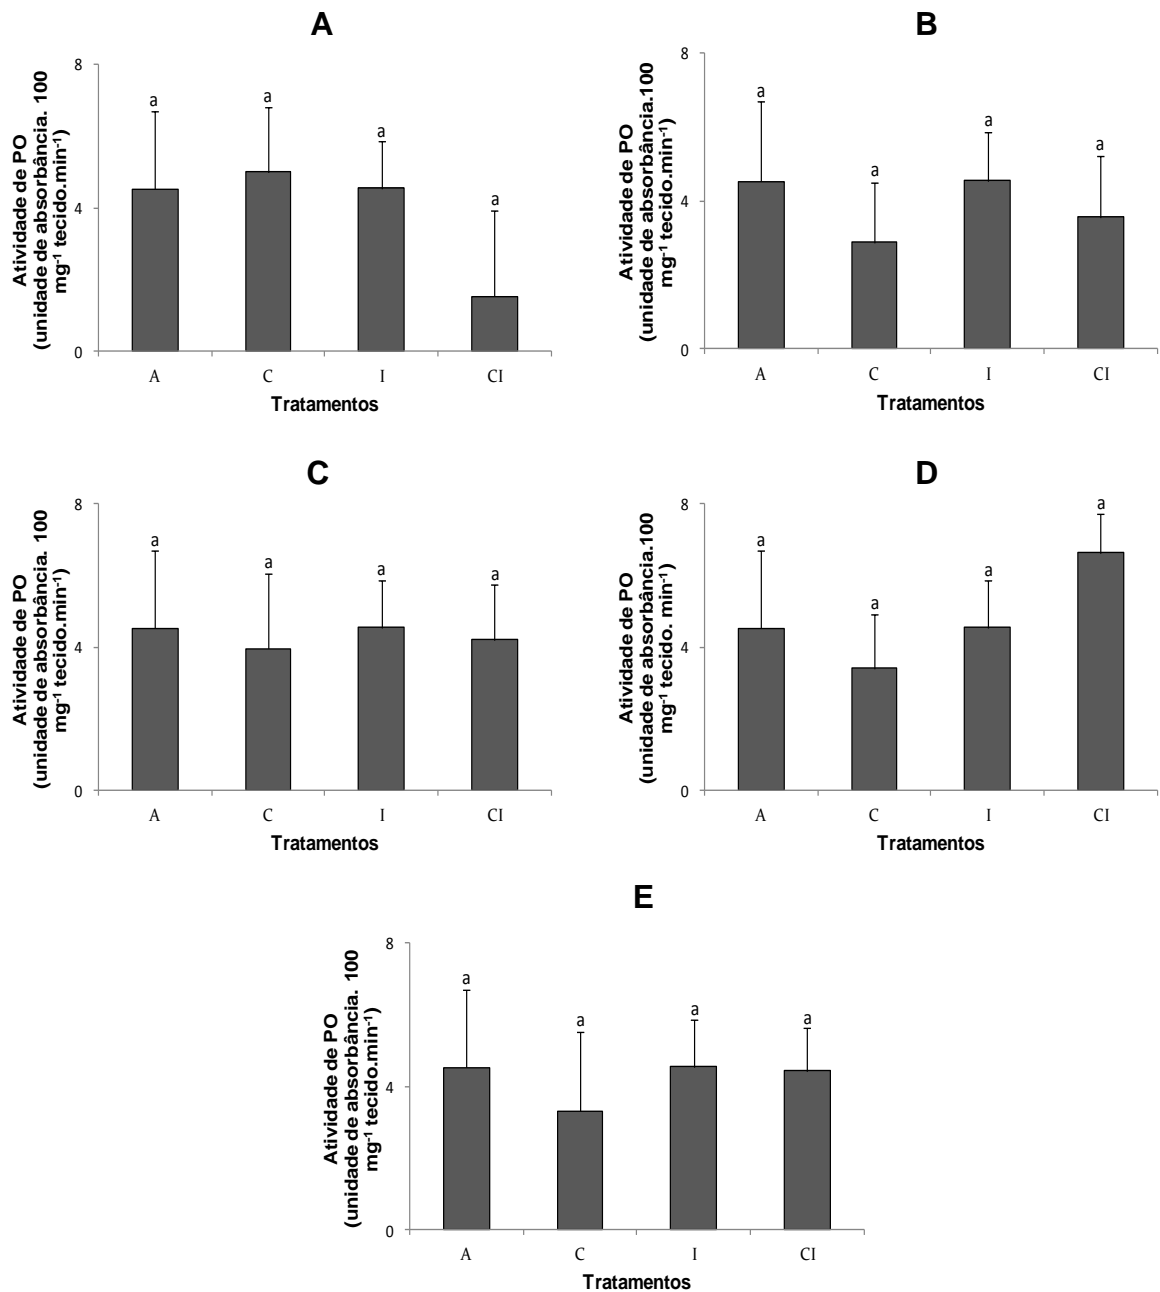 A
Atividade de PO
(unidade de absorbância. 100
mg⁻¹ tecido.min⁻¹)
8
4
0
a
a
a
a
A
C
I
CI
Tratamentos
B
Atividade de PO
(unidade de absorbância.100
mg⁻¹ tecido.min⁻¹)
8
4
0
a
a
a
a
A
C
I
CI
Tratamentos
C
Atividade de PO
(unidade de absorbância. 100
mg⁻¹ tecido.min⁻¹)
8
4
0
a
a
a
a
A
C
I
CI
Tratamentos
D
Atividade de PO
(unidade de absorbância.100
mg⁻¹ tecido. min⁻¹)
8
4
0
a
a
a
a
A
C
I
CI
Tratamentos
E
Atividade de PO
(unidade de absorbância. 100
mg⁻¹ tecido.min⁻¹)
8
4
0
a
a
a
a
A
C
I
CI
Tratamentos